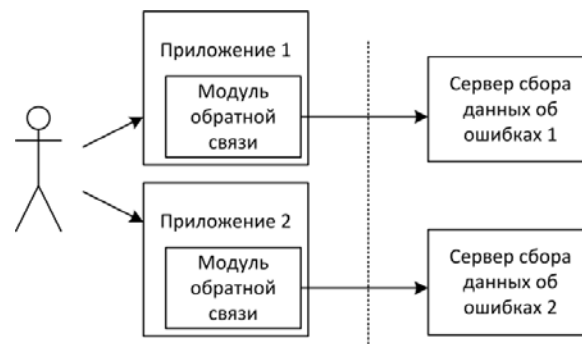 Приложение 1
Модуль
обратной
связи
Сервер сбора
данных об
ошибках 1
Приложение 2
Модуль
обратной
связи
Сервер сбора
данных об
ошибках 2